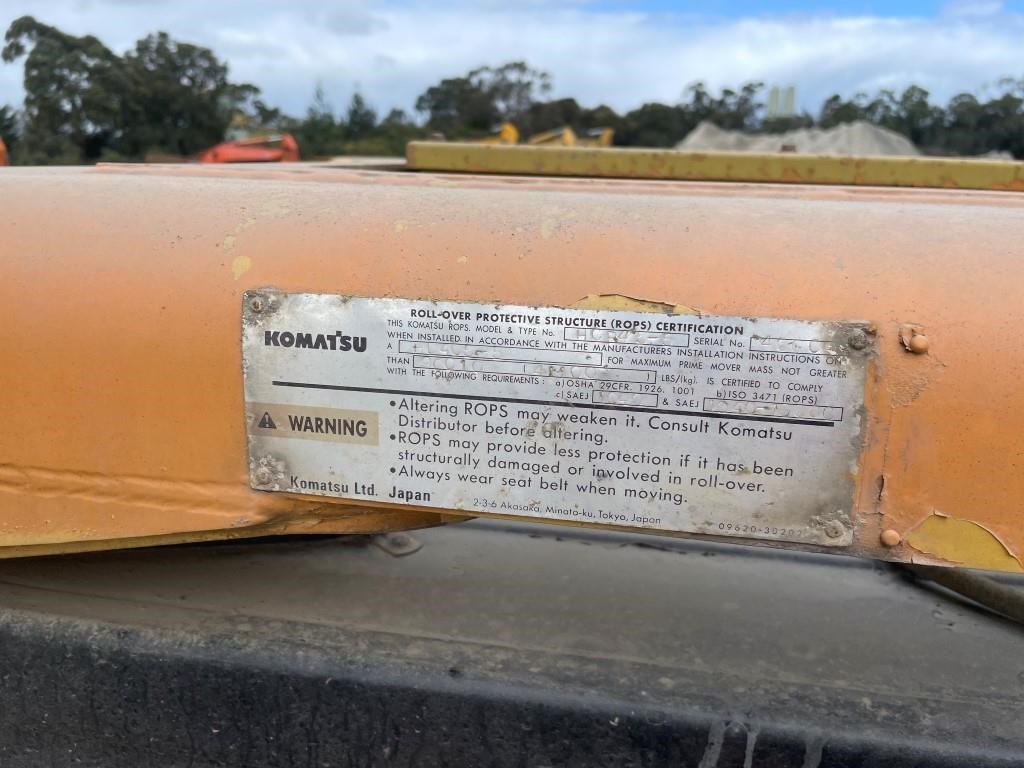 ROLL-OVER PROTECTIVE STRUCTURE (ROPS) CERTIFICATION
KOMATSU
THIS KOMATSU ROPS. MODEL & TYPE No. SERIAL No.
WHEN INSTALLED IN ACCORDANCE WITH THE MANUFACTURERS INSTALLATION INSTRUCTIONS ON
A FOR MAXIMUM PRIME MOVER MASS NOT GREATER
THAN ( ) LBS/(kg). IS CERTIFIED TO COMPLY
WITH THE FOLLOWING REQUIREMENTS : a)OSHA 29CFR. 1926. 1001 b)ISO 3471 (ROPS)
c)SAEJ & SAEJ
WARNING
•Altering ROPS may weaken it. Consult Komatsu
Distributor before altering.
•ROPS may provide less protection if it has been
structurally damaged or involved in roll-over.
•Always wear seat belt when moving.
Komatsu Ltd. Japan
2-3-6 Akasaka, Minato-ku, Tokyo, Japan
09620-30202